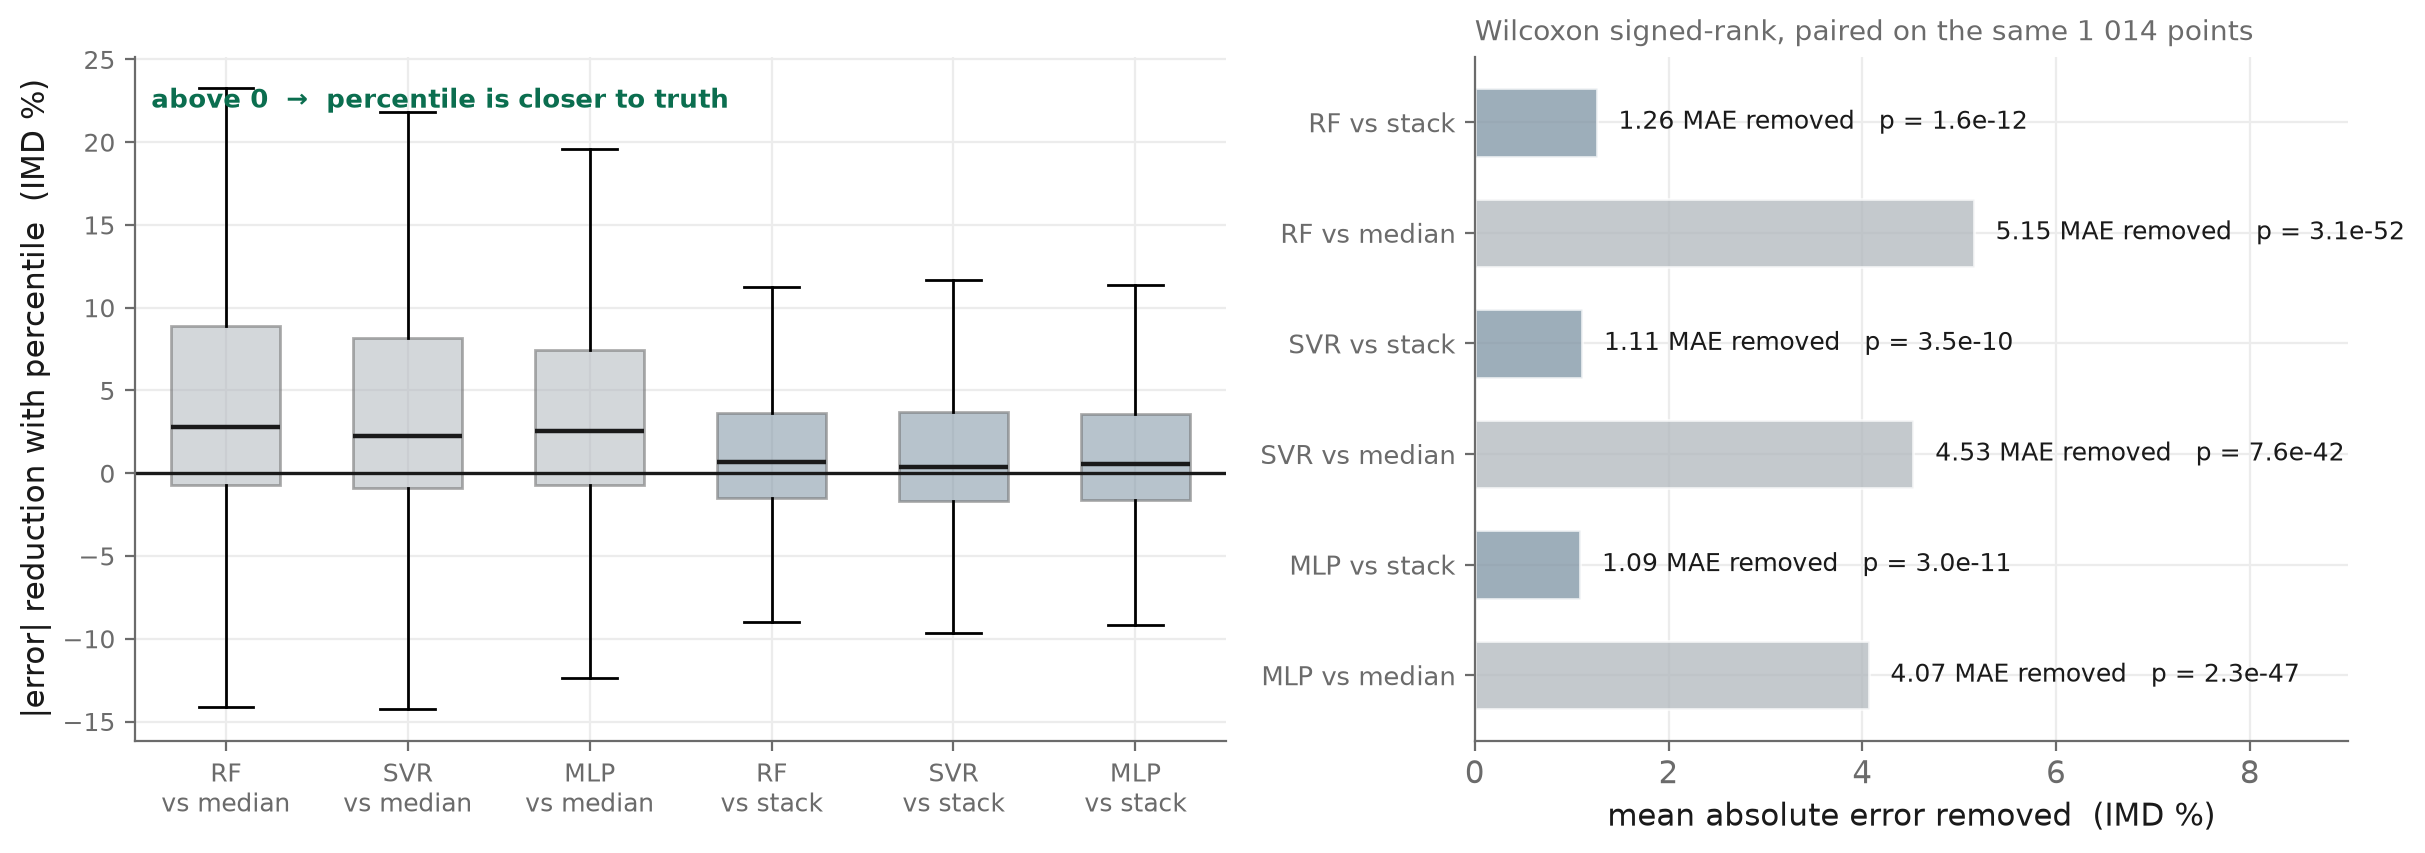 |error| reduction with percentile (IMD %)
25
20
15
10
5
0
−5
−10
−15
above 0 → percentile is closer to truth
RF
vs median
SVR
vs median
MLP
vs median
RF
vs stack
SVR
vs stack
MLP
vs stack
Wilcoxon signed-rank, paired on the same 1 014 points
RF vs stack
1.26 MAE removed p = 1.6e-12
RF vs median
5.15 MAE removed p = 3.1e-52
SVR vs stack
1.11 MAE removed p = 3.5e-10
SVR vs median
4.53 MAE removed p = 7.6e-42
MLP vs stack
1.09 MAE removed p = 3.0e-11
MLP vs median
4.07 MAE removed p = 2.3e-47
0 2 4 6 8
mean absolute error removed (IMD %)